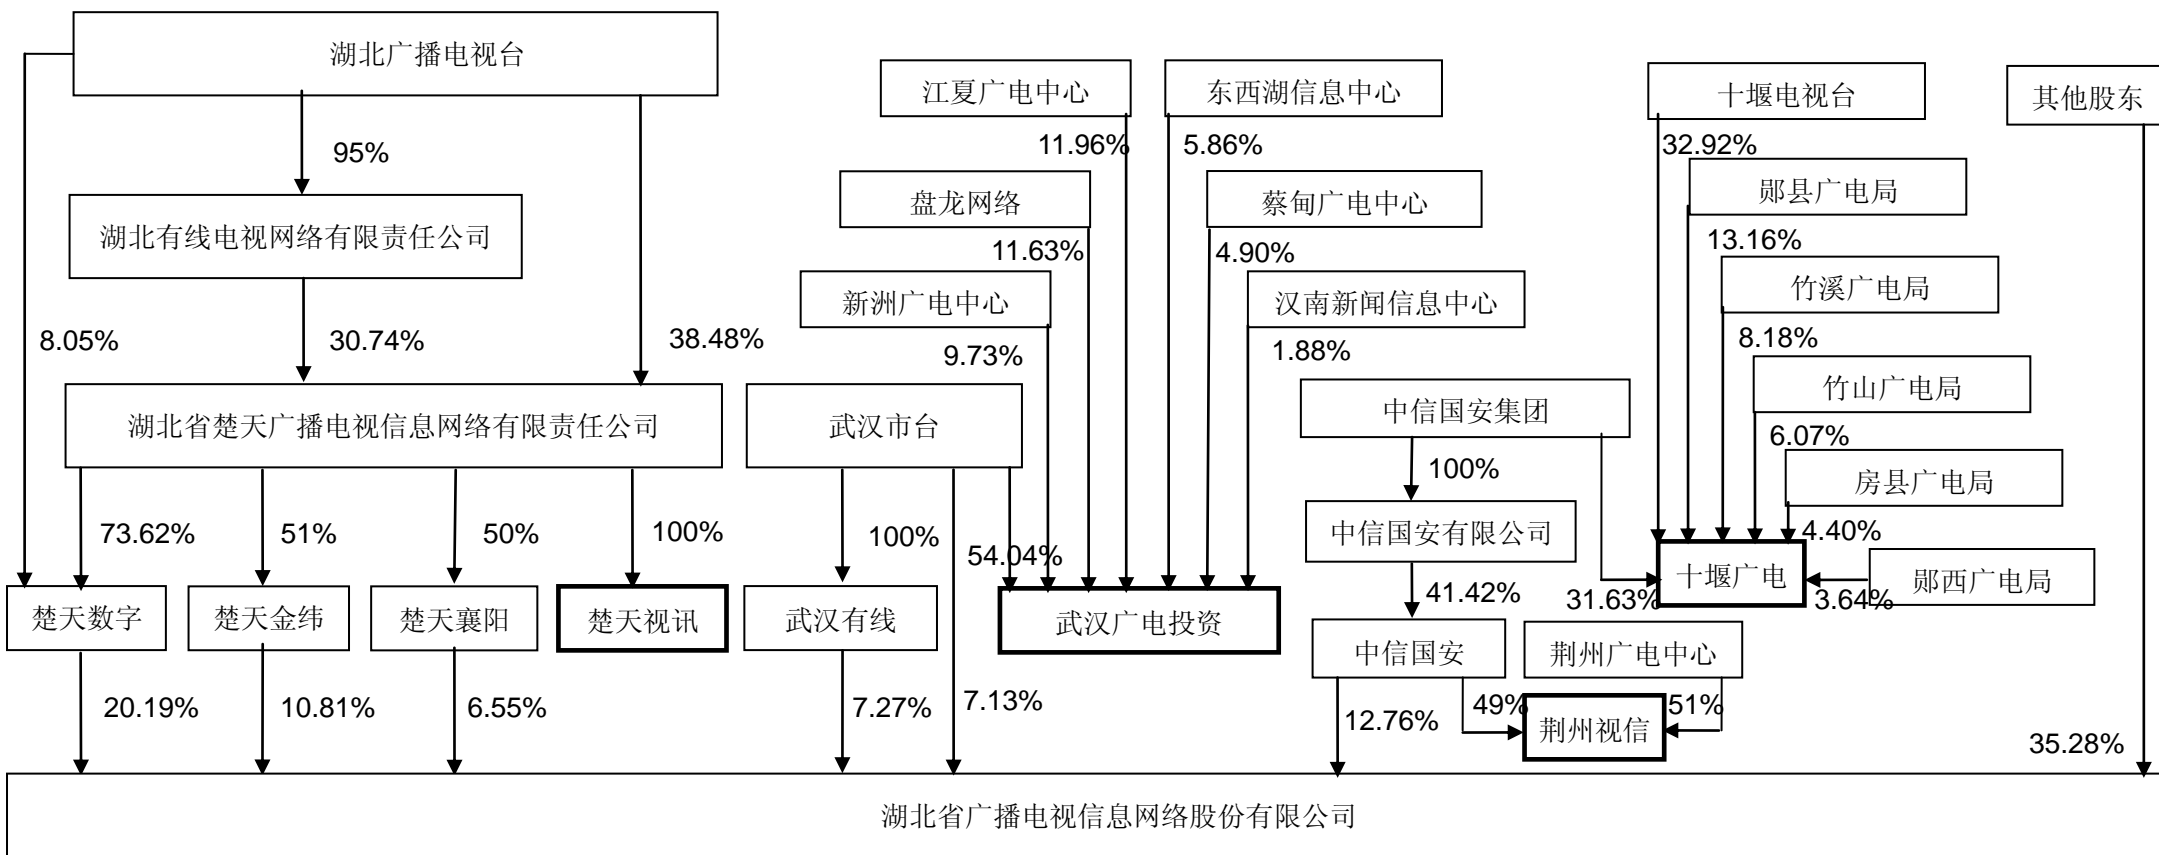 湖北广播电视台
江夏广电中心
东西湖信息中心
十堰电视台
其他股东
11.96%
5.86%
32.92%
95%
盘龙网络
蔡甸广电中心
郧县广电局
湖北有线电视网络有限责任公司
11.63%
4.90%
13.16%
新洲广电中心
汉南新闻信息中心
竹溪广电局
8.05%
30.74%
38.48%
9.73%
1.88%
8.18%
竹山广电局
湖北省楚天广播电视信息网络有限责任公司
武汉市台
中信国安集团
6.07%
100%
房县广电局
73.62%
51%
50%
100%
100%
54.04%
中信国安有限公司
4.40%
十堰广电
郧西广电局
41.42%
31.63%
3.64%
楚天数字
楚天金纬
楚天襄阳
楚天视讯
武汉有线
武汉广电投资
中信国安
荆州广电中心
20.19%
10.81%
6.55%
7.27%
7.13%
12.76%
49%
51%
荆州视信
35.28%
湖北省广播电视信息网络股份有限公司